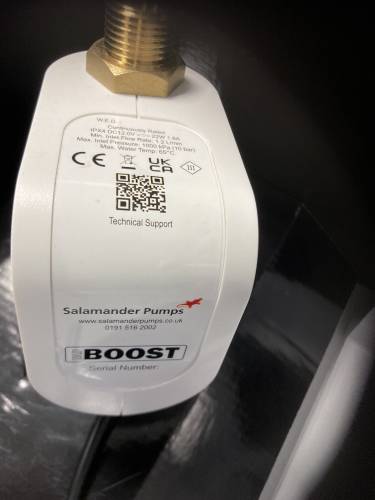 Continuously Rated
IPX4 DC12.0V 22W 1.8A
Min. Inlet Flow Rate: 1.2 L/min
Max. Inlet Pressure: 1000 kPa (10 bar)
Max. Water Temp: 65°C
CE UK
CA III
Technical Support
Salamander Pumps
www.salamanderpumps.co.uk
0191 516 2002
BOOST
Serial Number: